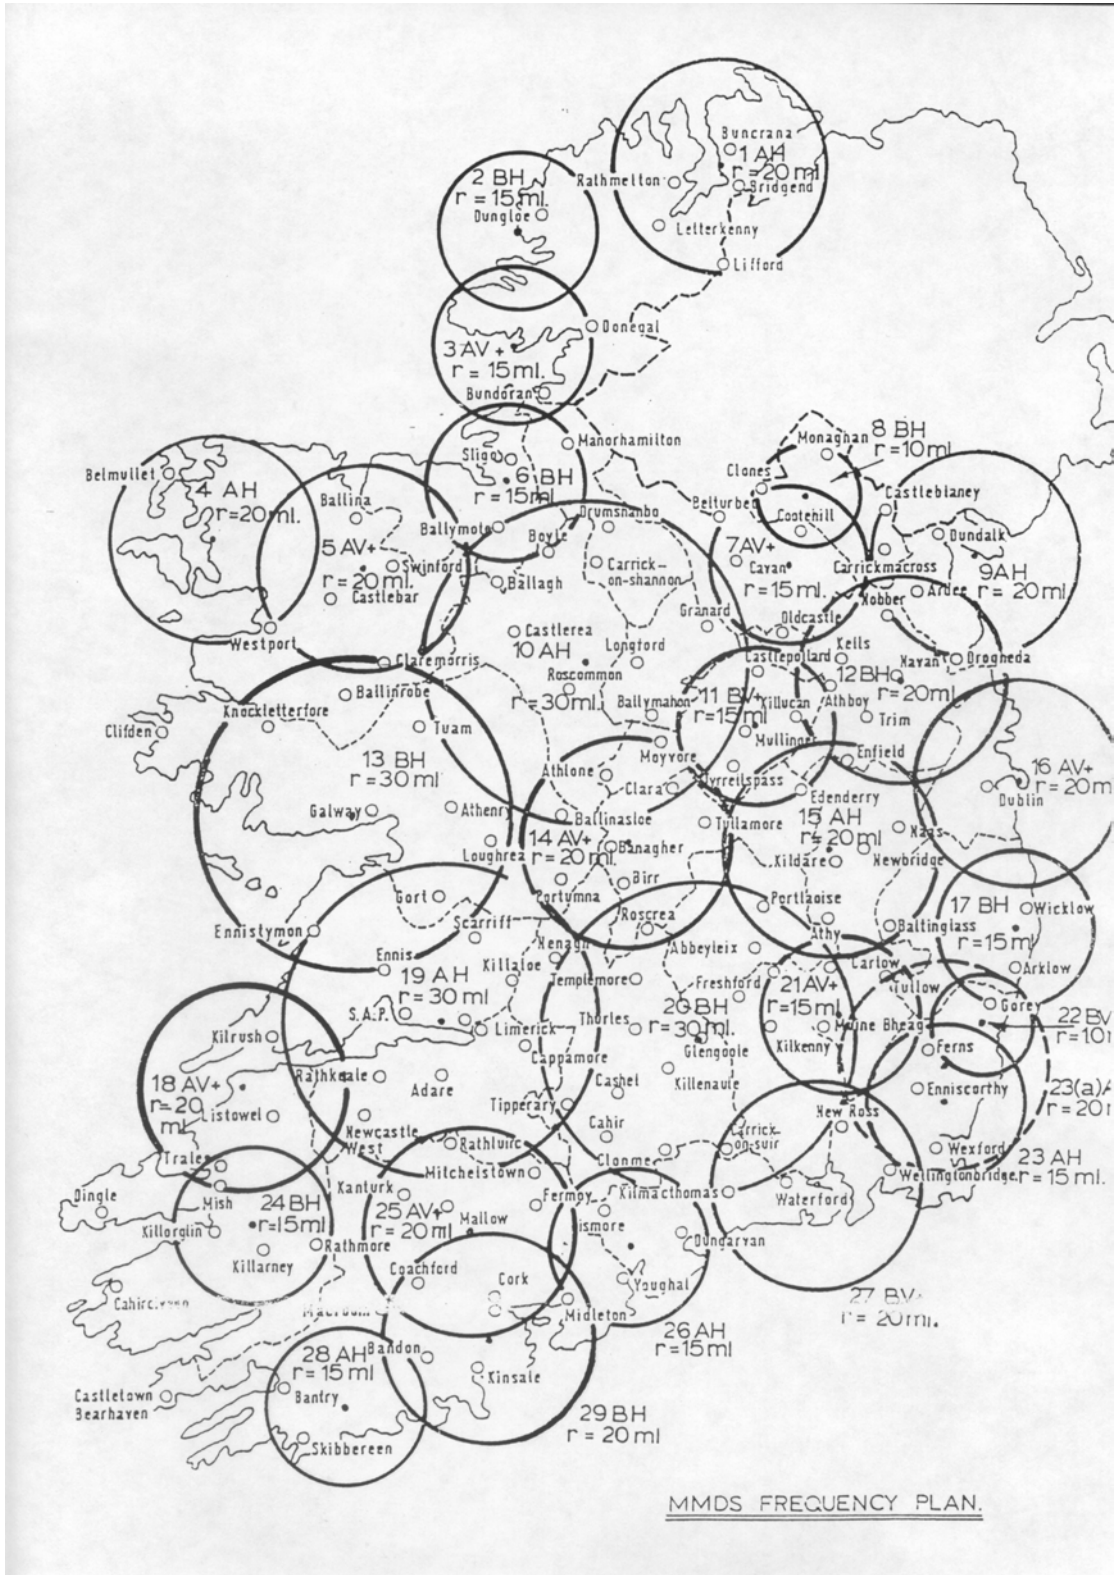 Buncrana
1 AH
r = 20 ml
Bridgend
Rathmelton
Letterkenny
Lifford
2 BH
r = 15 ml.
Dungloe
Donegal
3 AV +
r = 15 ml.
Bundoran
Manorhamilton
Sligo
6 BH
r = 15 ml.
Monaghan
8 BH
r = 10 ml.
Clones
Castleblaney
Belmullet
4 AH
r = 20 ml.
Ballina
Ballymote
Boyle
Drumshanbo
Belturbet
Cootehill
Dundalk
5 AV+
r = 20 ml.
Swinford
Castlebar
Ballagh
Carrick-
on-shannon
7 AV+
Cavan
r = 15 ml.
Carrickmacross
9 AH
r = 20 ml.
Ardee
Nobber
Westport
Granard
Oldcastle
Castlerea
10 AH
Longford
Roscommon
r = 30 ml.
Kells
Claremorris
Castlepollard
Navan
Drogheda
12 BH
r = 20 ml
Ballinrobe
Ballymahon
11 BV+
r = 15 ml
Killucan
Athboy
Trim
Knockletterfore
Clifden
Tuam
Moyvore
Mullingar
Enfield
13 BH
r = 30 ml
Athlone
Tyrrellspass
16 AV+
r = 20 ml
Dublin
Clara
Edenderry
Galway
Athenry
Ballinasloe
Tullamore
15 AH
r = 20 ml
Naas
Loughrea
14 AV+
r = 20 ml.
Banagher
Kildare
Newbridge
Birr
Gort
Portumna
Portlaoise
17 BH
r = 15 ml
Wicklow
Ennistymon
Scarriff
Roscrea
Athy
Baltinglass
Nenagh
Abbeyleix
Ennis
19 AH
r = 30 ml
Killaloe
Templemore
Freshford
21 AV+
r = 15 ml
Carlow
Tullow
Arklow
S.A.P.
Gorey
22 BV
20 BH
r = 30 ml.
Thurles
Limerick
Kilrush
Muine Bheag
Kilkenny
Ferns
Glengoole
Cappamore
Rathkeale
Adare
Cashel
Killenaule
Enniscorthy
18 AV+
r = 20
ml.
Listowel
23(a)
r = 20
Tipperary
Cahir
New Ross
Newcastle
West
Rathluirc
Carrick
-on-suir
Wexford
23 AH
r = 15 ml.
Tralee
Mitchelstown
Clonme
Wellingtonbridge
Dingle
Mish
24 BH
r = 15 ml
Kanturk
25 AV+
r = 20 ml
Mallow
Fermoy
Kilmacthomas
Waterford
Killorglin
Rathmore
ismore
Dungarvan
Killarney
Coachford
Cork
Youghal
27 BV+
r = 20 ml.
Midleton
26 AH
r = 15 ml
28 AH
r = 15 ml
Bantry
Bandon
Kinsale
Castletown
Bearhaven
29 BH
r = 20 ml
Skibbereen
MMDS FREQUENCY PLAN.